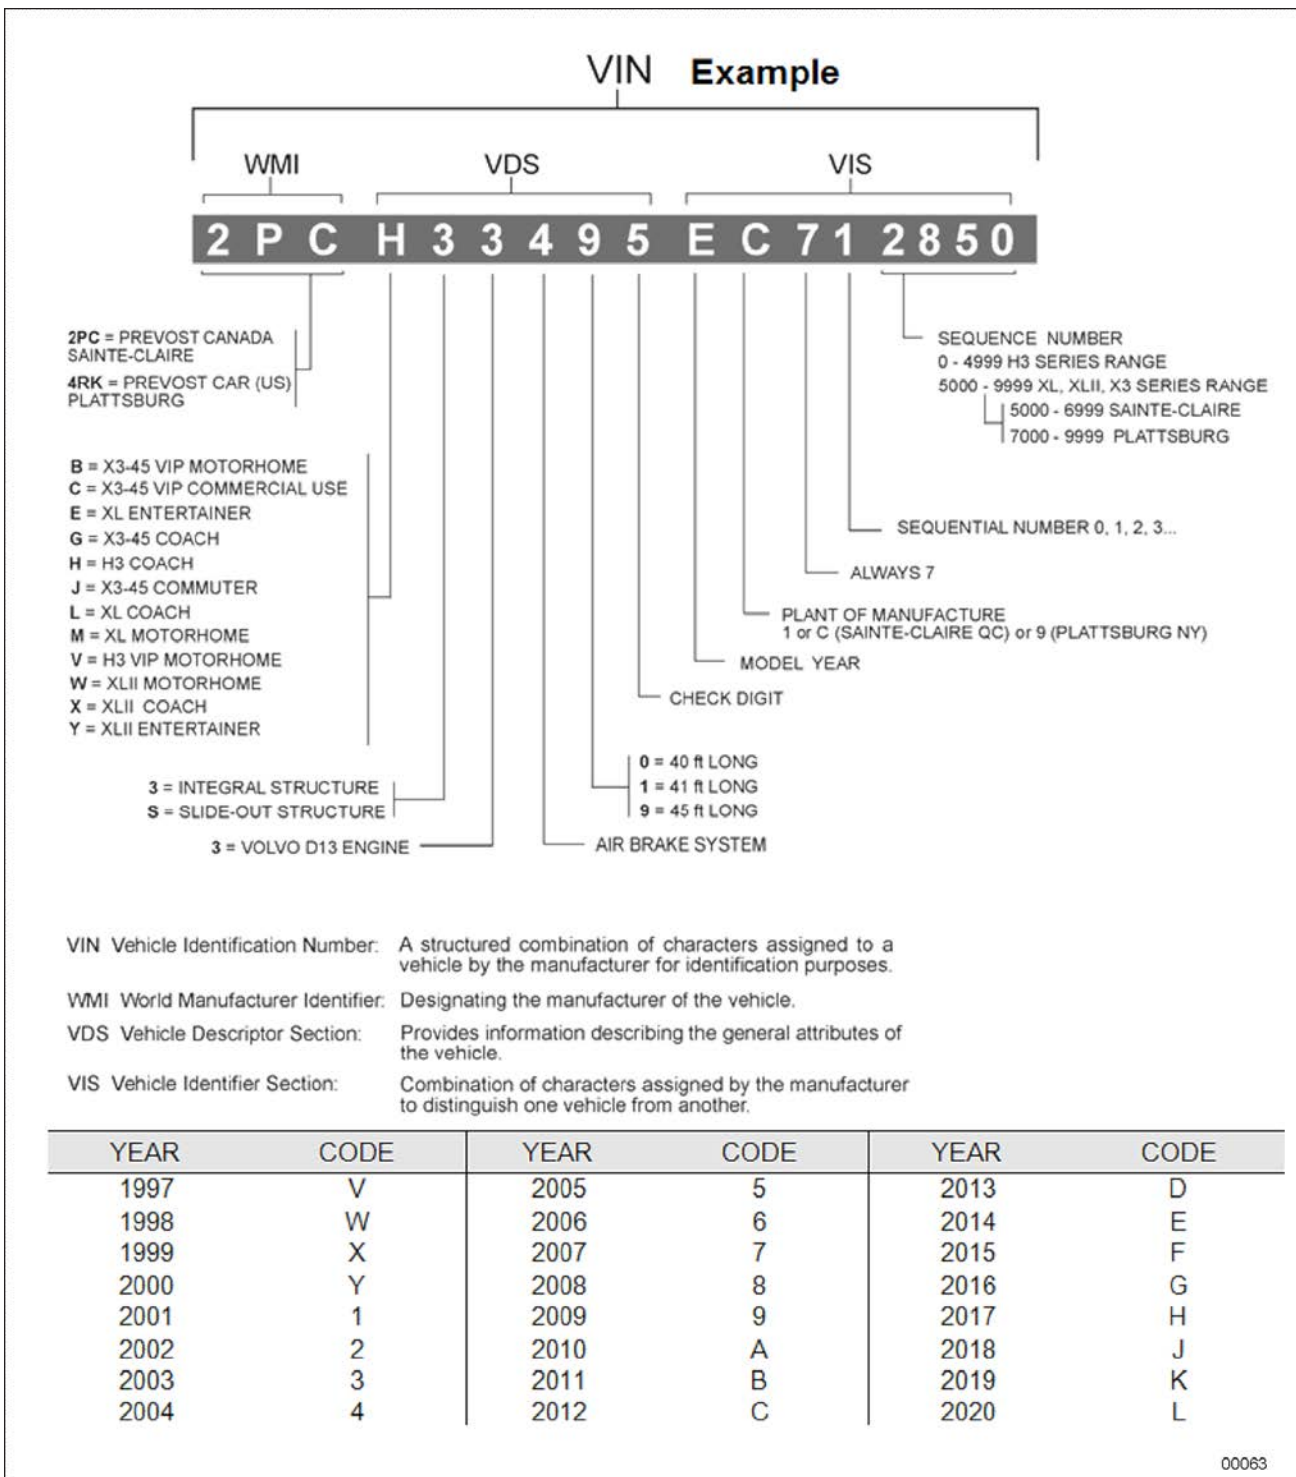 VIN Example
WMI VDS VIS
2 P C H 3 3 4 9 5 E C 7 1 2 8 5 0
2PC = PREVOST CANADA
SAINTE-CLAIRE
4RK = PREVOST CAR (US)
PLATTSBURG
SEQUENCE NUMBER
0 - 4999 H3 SERIES RANGE
5000 - 9999 XL, XLII, X3 SERIES RANGE
5000 - 6999 SAINTE-CLAIRE
7000 - 9999 PLATTSBURG
B = X3-45 VIP MOTORHOME
C = X3-45 VIP COMMERCIAL USE
E = XL ENTERTAINER
G = X3-45 COACH
H = H3 COACH
J = X3-45 COMMUTER
L = XL COACH
M = XL MOTORHOME
V = H3 VIP MOTORHOME
W = XLII MOTORHOME
X = XLII COACH
Y = XLII ENTERTAINER
SEQUENTIAL NUMBER 0, 1, 2, 3...
ALWAYS 7
PLANT OF MANUFACTURE
1 or C (SAINTE-CLAIRE QC) or 9 (PLATTSBURG NY)
MODEL YEAR
CHECK DIGIT
0 = 40 ft LONG
1 = 41 ft LONG
9 = 45 ft LONG
3 = INTEGRAL STRUCTURE
S = SLIDE-OUT STRUCTURE
3 = VOLVO D13 ENGINE
AIR BRAKE SYSTEM
VIN Vehicle Identification Number: A structured combination of characters assigned to a
vehicle by the manufacturer for identification purposes.
WMI World Manufacturer Identifier: Designating the manufacturer of the vehicle.
VDS Vehicle Descriptor Section: Provides information describing the general attributes of
the vehicle.
VIS Vehicle Identifier Section: Combination of characters assigned by the manufacturer
to distinguish one vehicle from another.
YEAR CODE YEAR CODE YEAR CODE
1997 V 2005 5 2013 D
1998 W 2006 6 2014 E
1999 X 2007 7 2015 F
2000 Y 2008 8 2016 G
2001 1 2009 9 2017 H
2002 2 2010 A 2018 J
2003 3 2011 B 2019 K
2004 4 2012 C 2020 L
00063